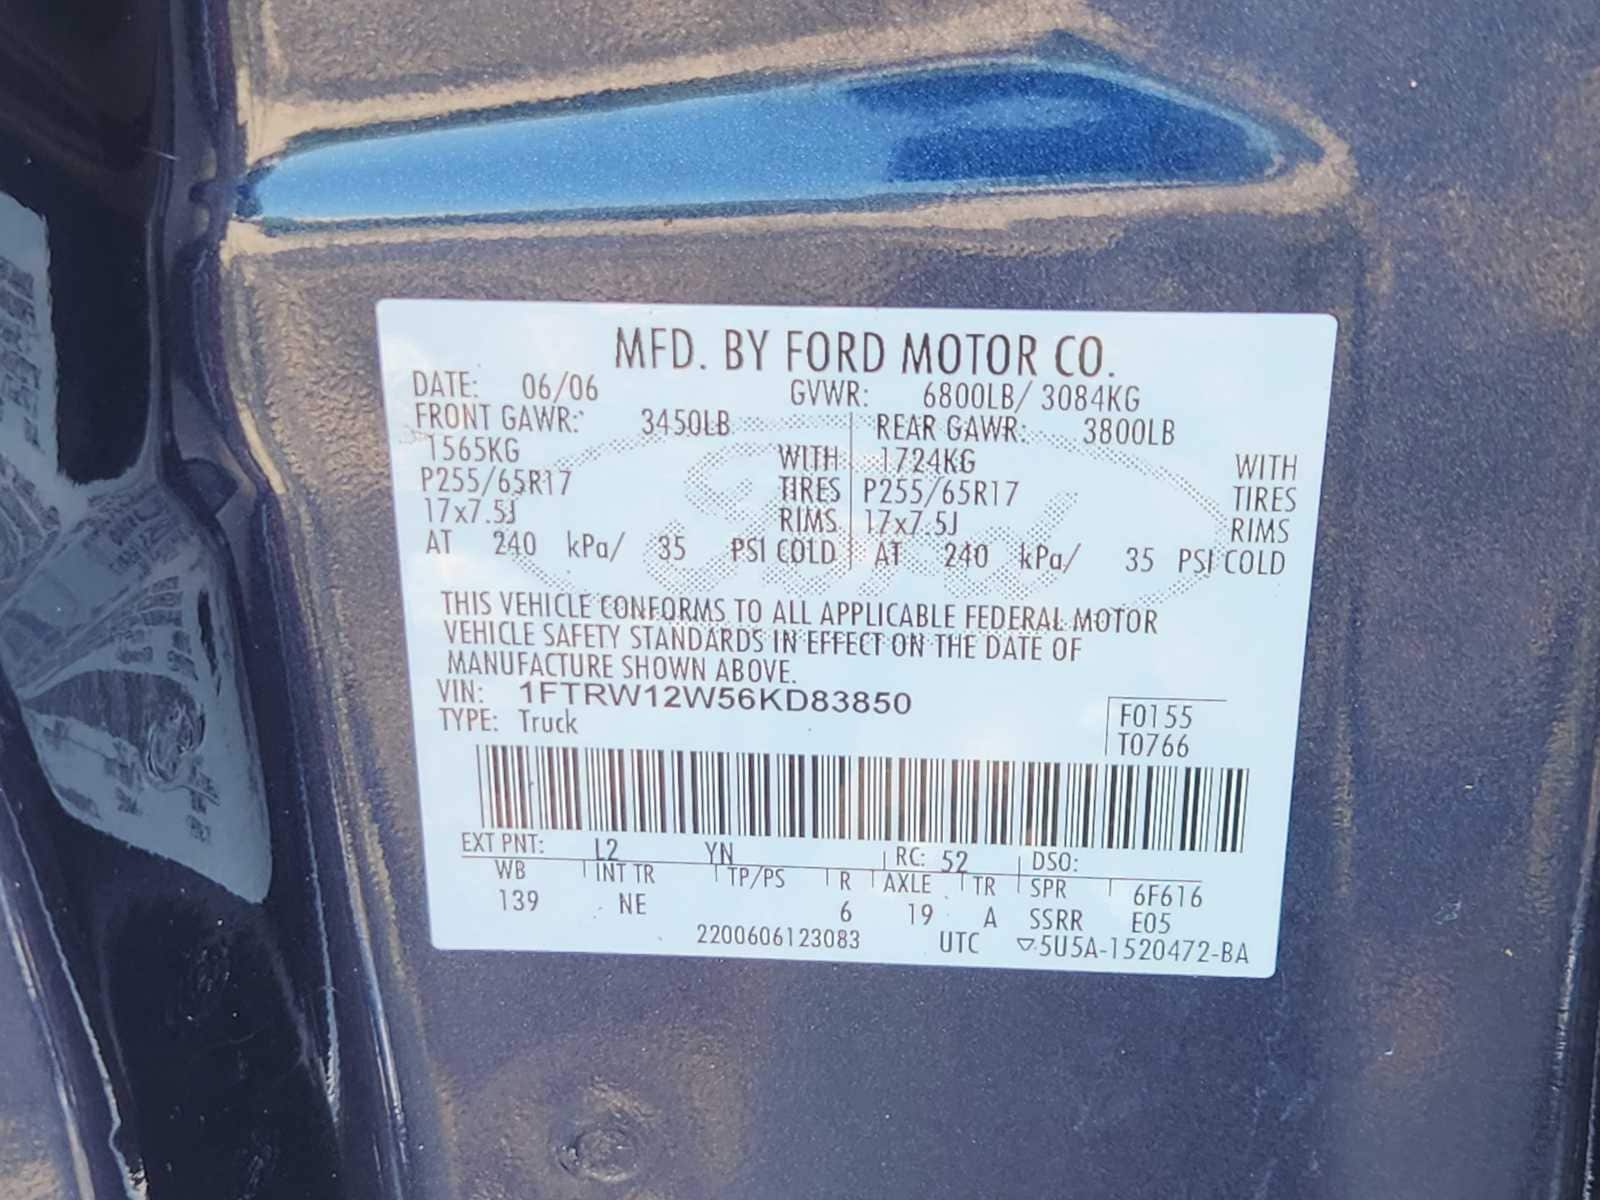 MFD. BY FORD MOTOR CO.
DATE: 06/06 GVWR: 6800LB/ 3084KG
FRONT GAWR: 3450LB REAR GAWR: 3800LB
1565KG WITH 1724KG WITH
P255/65R17 TIRES P255/65R17 TIRES
17x7.5J RIMS 17x7.5J RIMS
AT 240 kPa/ 35 PSI COLD AT 240 kPa/ 35 PSI COLD
THIS VEHICLE CONFORMS TO ALL APPLICABLE FEDERAL MOTOR
VEHICLE SAFETY STANDARDS IN EFFECT ON THE DATE OF
MANUFACTURE SHOWN ABOVE.
VIN: 1FTRW12W56KD83850
TYPE: Truck
F0155
T0766
EXT PNT: L2 YN RC: 52 DSO:
WB INT TR TP/PS R AXLE TR SPR 6F616
139 NE 6 19 A SSRR E05
2200606123083 UTC ▽5U5A-1520472-BA
Ford